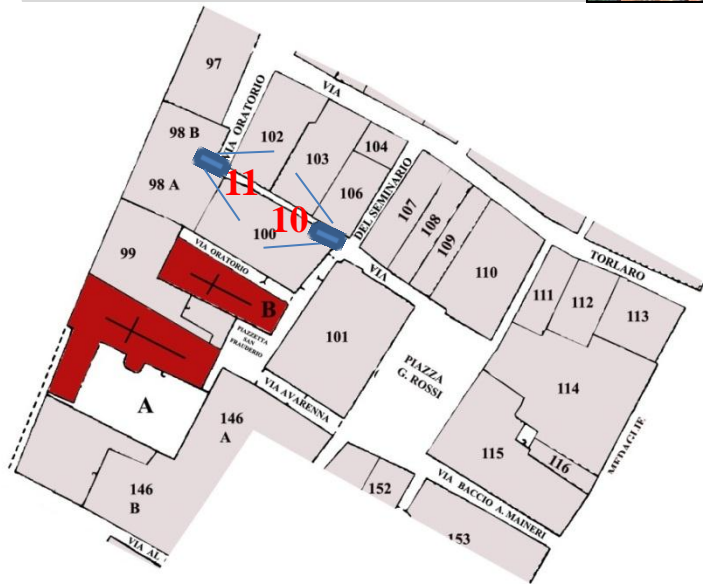 97
98 B
98 A
VIA ORATORIO
VIA
102
103
104
106
11
10
100
DEL SEMINARIO
VIA
107
108
109
110
TORLARO
99
VIA ORATORIO
B
PIAZZETTA
SAN
FRAUDERIO
101
111
112
113
PIAZZA
G. ROSSI
114
MEDAGLIE
A
VIA AVARENNA
146
A
115
116
146
B
152
VIA BACCIO A. MAINERI
153
VIA AL